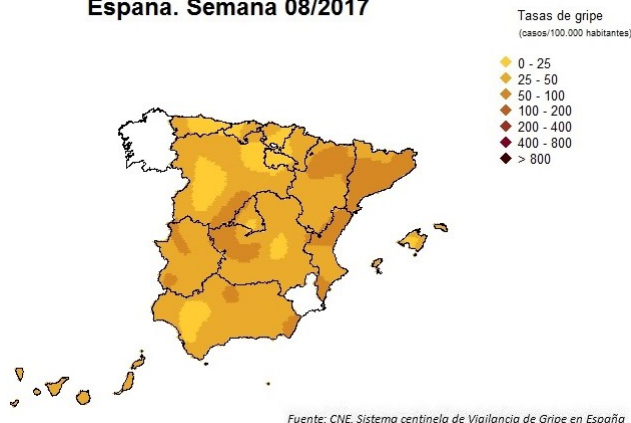 España. Semana 08/2017
Tasas de gripe
(casos/100.000 habitantes)
0 - 25
25 - 50
50 - 100
100 - 200
200 - 400
400 - 800
> 800
Fuente: CNE. Sistema centinela de Vigilancia de Gripe en España